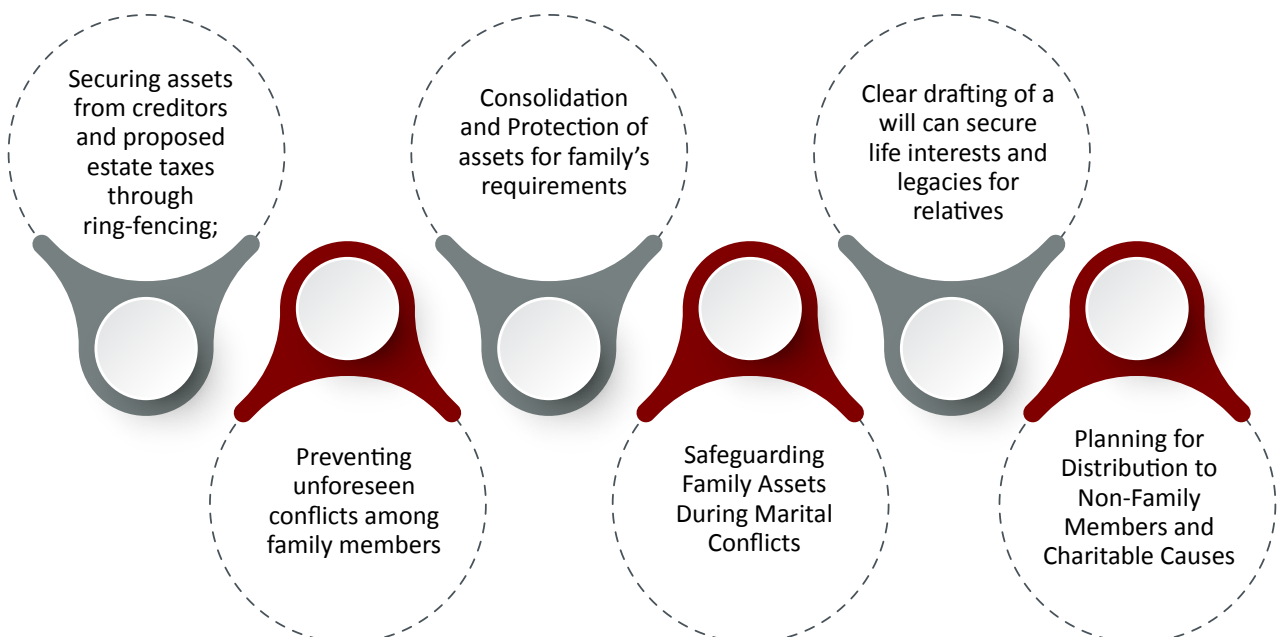 Securing assets
from creditors
and proposed
estate taxes
through
ring-fencing;
Preventing
unforeseen
conflicts among
family members
Consolidation
and Protection of
assets for family’s
requirements
Safeguarding
Family Assets
During Marital
Conflicts
Clear drafting of a
will can secure
life interests and
legacies for
relatives
Planning for
Distribution to
Non-Family
Members and
Charitable Causes